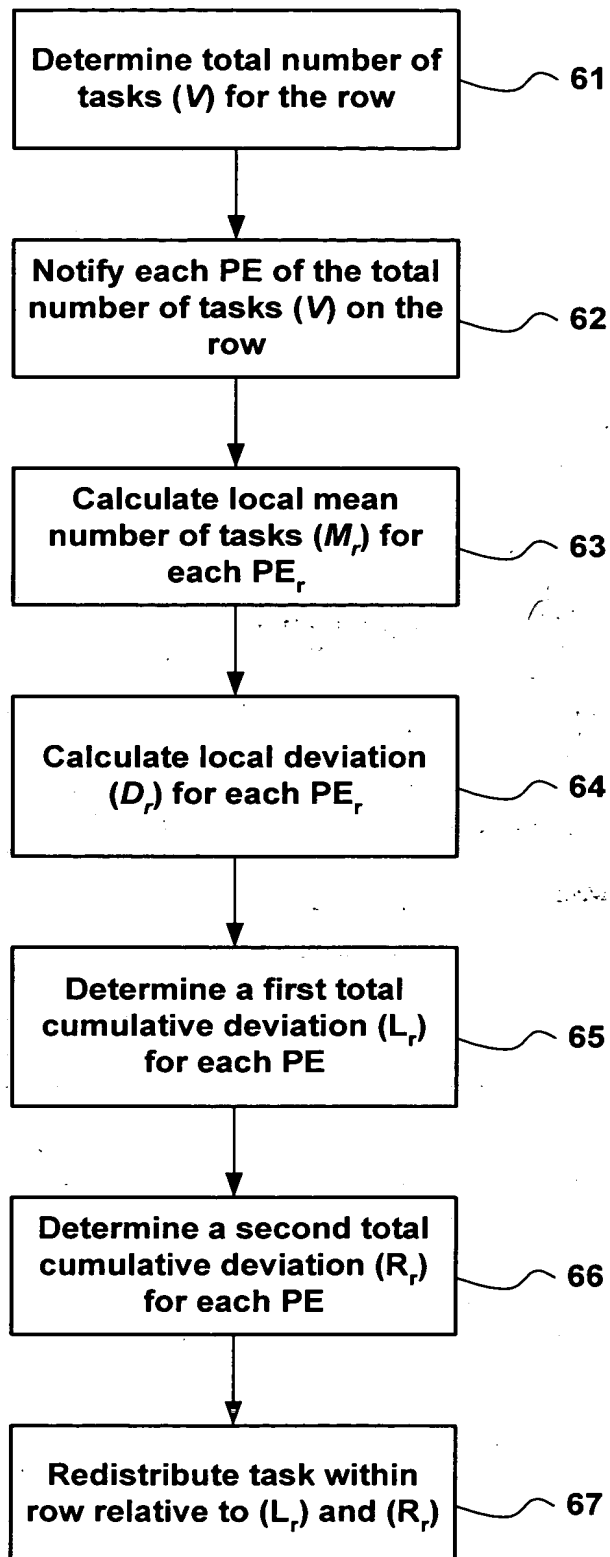 Determine total number of
tasks (V) for the row
61
Notify each PE of the total
number of tasks (V) on the
row
62
Calculate local mean
number of tasks (Mr) for
each PEr
63
Calculate local deviation
(Dr) for each PEr
64
Determine a first total
cumulative deviation (Lr)
for each PE
65
Determine a second total
cumulative deviation (Rr)
for each PE
66
Redistribute task within
row relative to (Lr) and (Rr)
67